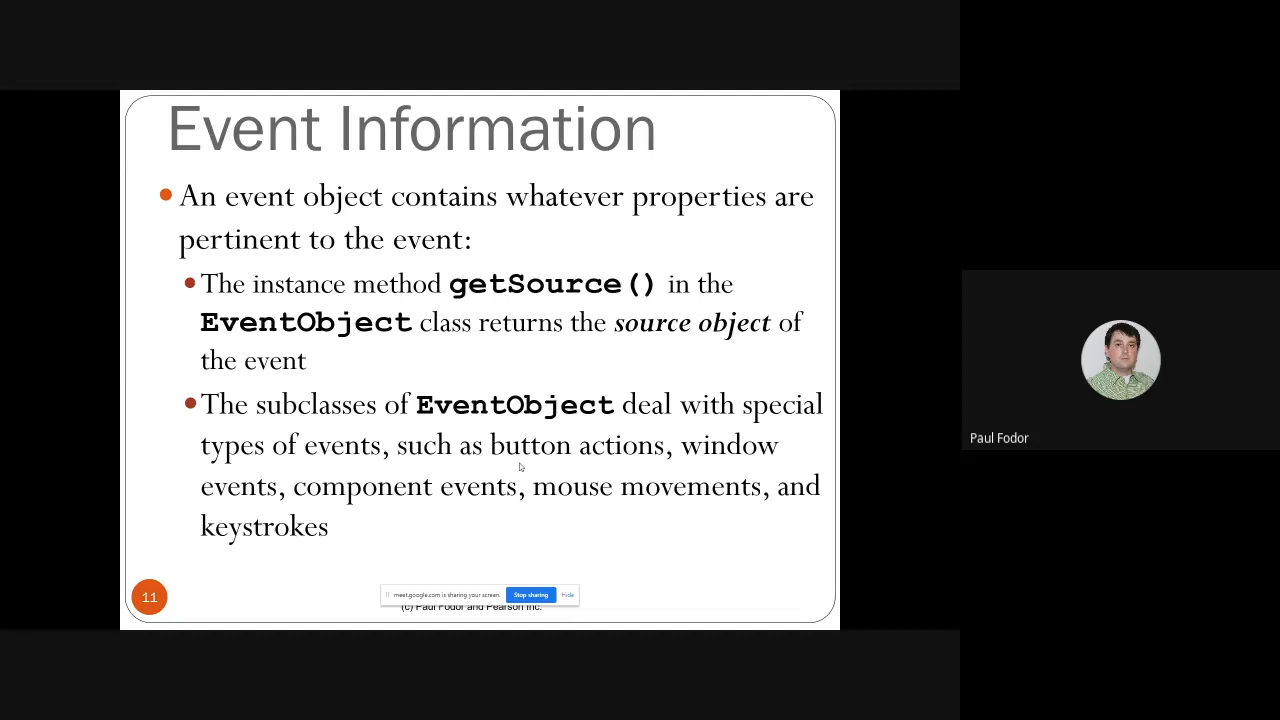 Event Information
An event object contains whatever properties are
pertinent to the event:
The instance method getSource() in the
EventObject class returns the source object of
the event
The subclasses of EventObject deal with special
types of events, such as button actions, window
events, component events, mouse movements, and
keystrokes
11
meet.google.com is sharing your screen. Stop sharing Hide
(c) Paul Fodor and Pearson Inc.
Paul Fodor